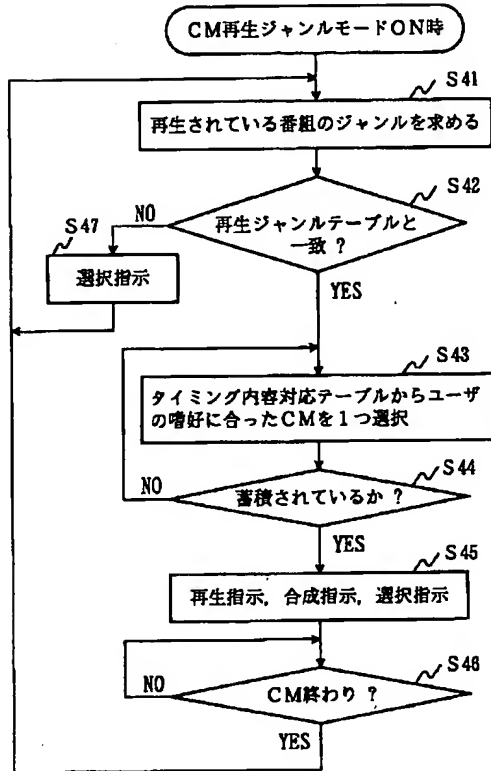 CM再生ジャンルモードON時
S41
再生されている番組のジャンルを求める
S42
再生ジャンルテーブルと
一致？
NO
S47
選択指示
YES
S43
タイミング内容対応テーブルからユーザ
の嗜好に合ったCMを1つ選択
S44
蓄積されているか？
NO
YES
S45
再生指示，合成指示，選択指示
S46
CM終わり？
NO
YES